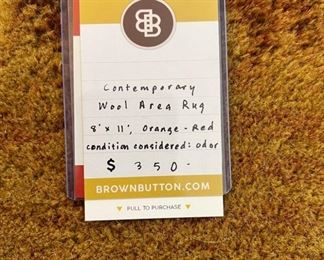 BB
Contemporary
Wool Area Rug
8' x 11', Orange - Red
condition considered: odor
$ 350-
BROWNBUTTON.COM
▼ PULL TO PURCHASE ▼